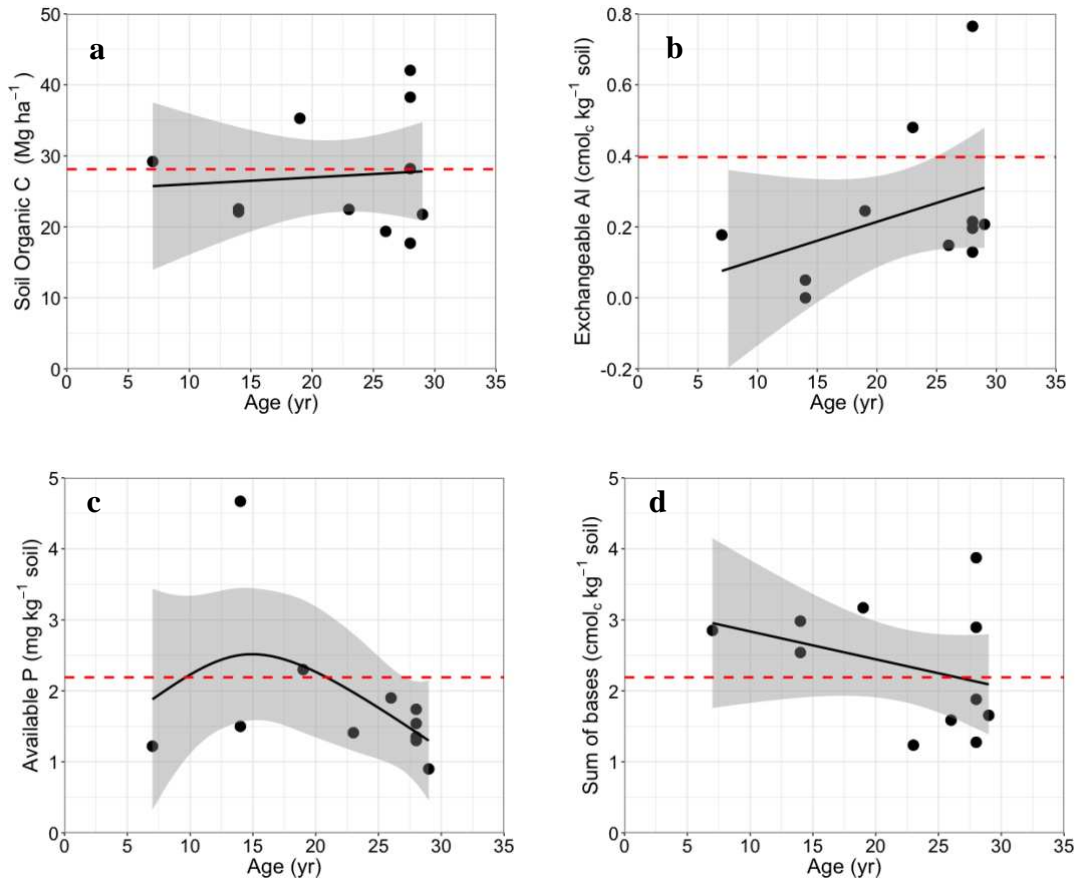 a
Soil Organic C (Mg ha⁻¹)
50
40
30
20
10
0
0 5 10 15 20 25 30 35
Age (yr)
b
Exchangeable Al (cmol꜀ kg⁻¹ soil)
0.8
0.6
0.4
0.2
0.0
-0.2
0 5 10 15 20 25 30 35
Age (yr)
c
Available P (mg kg⁻¹ soil)
5
4
3
2
1
0
0 5 10 15 20 25 30 35
Age (yr)
d
Sum of bases (cmol꜀ kg⁻¹ soil)
5
4
3
2
1
0
0 5 10 15 20 25 30 35
Age (yr)